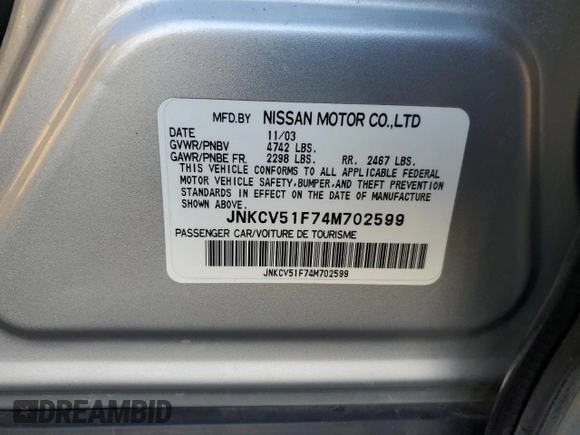 MFD.BY NISSAN MOTOR CO.,LTD
DATE 11/03
GVWR/PNBV 4742 LBS.
GAWR/PNBE FR. 2298 LBS. RR. 2467 LBS.
THIS VEHICLE CONFORMS TO ALL APPLICABLE FEDERAL
MOTOR VEHICLE SAFETY,BUMPER,AND THEFT PREVENTION
STANDARDS IN EFFECT ON THE DATE OF MANUFACTURE
SHOWN ABOVE.
JNKCV51F74M702599
PASSENGER CAR/VOITURE DE TOURISME
JNKCV51F74M702599
DREAMBID